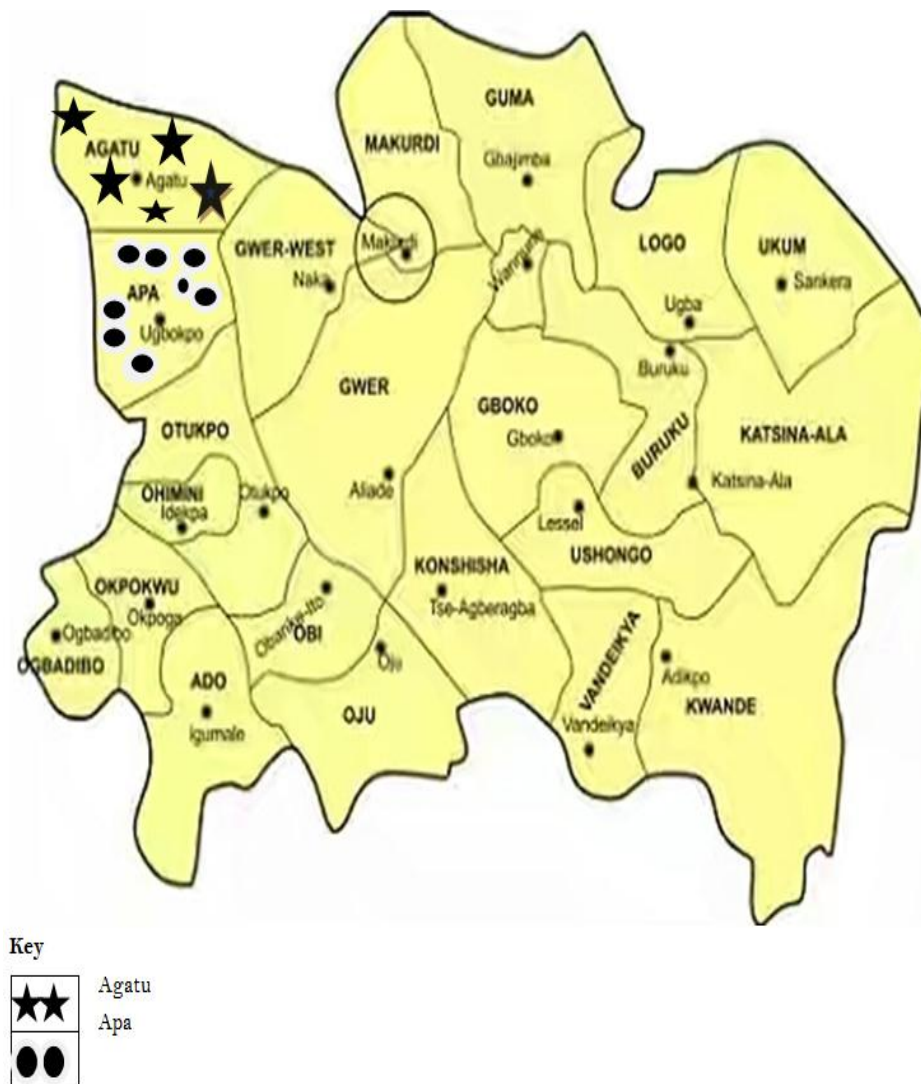 GUMA
MAKURDI
Gbajimba
AGATU
Agatu
GWER-WEST
Makurdi
LOGO
UKUM
Naka
Wannune
Sankera
APA
Ugbokpo
Ugba
Buruku
GWER
GBOKO
OTUKPO
Gboko
BURUKU
KATSINA-ALA
Aliade
Katsina-Ala
OHIMINI
Otukpo
Idekpa
Lessel
USHONGO
KONSHISHA
OKPOKWU
Tse-Agberagba
Okpoga
Obarike-Ito
OBI
Ogbadibo
OGBADIBO
Oju
VANDEIKYA
Adikpo
ADO
KWANDE
OJU
Igumale
Vandeikya
Key
Agatu
Apa